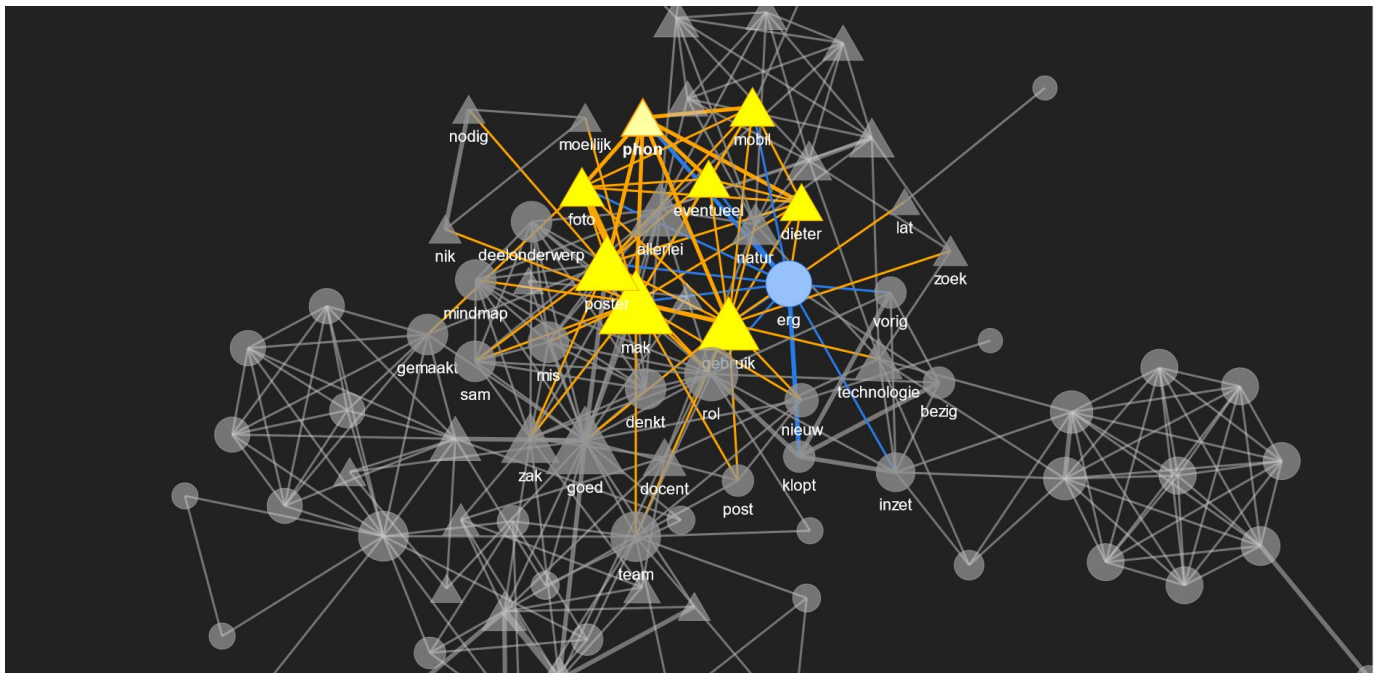 nodig
moeilijk
phon
mobil
foto
eventueel
dieter
lat
nik
deelonderwerp
allerlei
natur
zoek
mindmap
poster
erg
vorig
mak
gebruik
gemaakt
sam
mis
denkt
rol
technologie
bezig
nieuw
zak
goed
docent
klopt
post
inzet
team